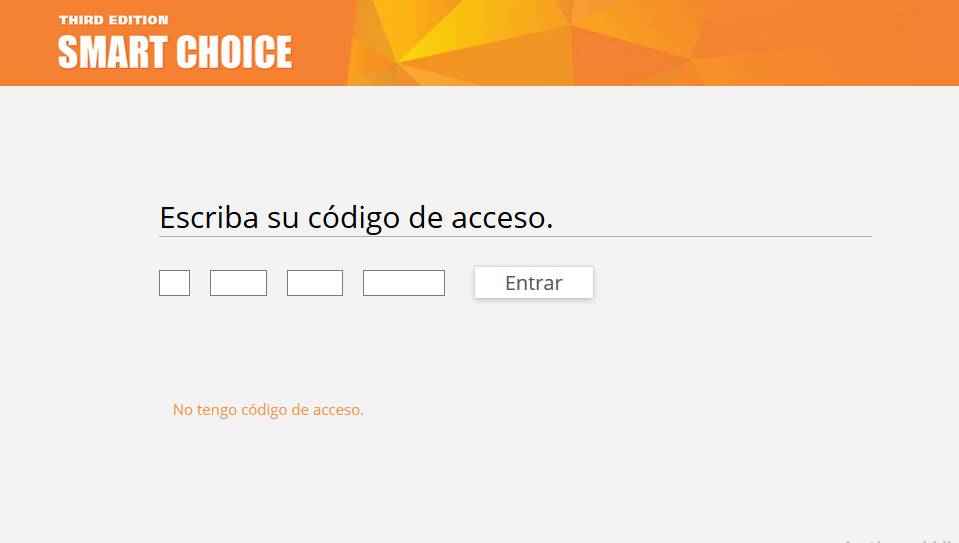 THIRD EDITION
SMART CHOICE
Escriba su código de acceso.
Entrar
No tengo código de acceso.